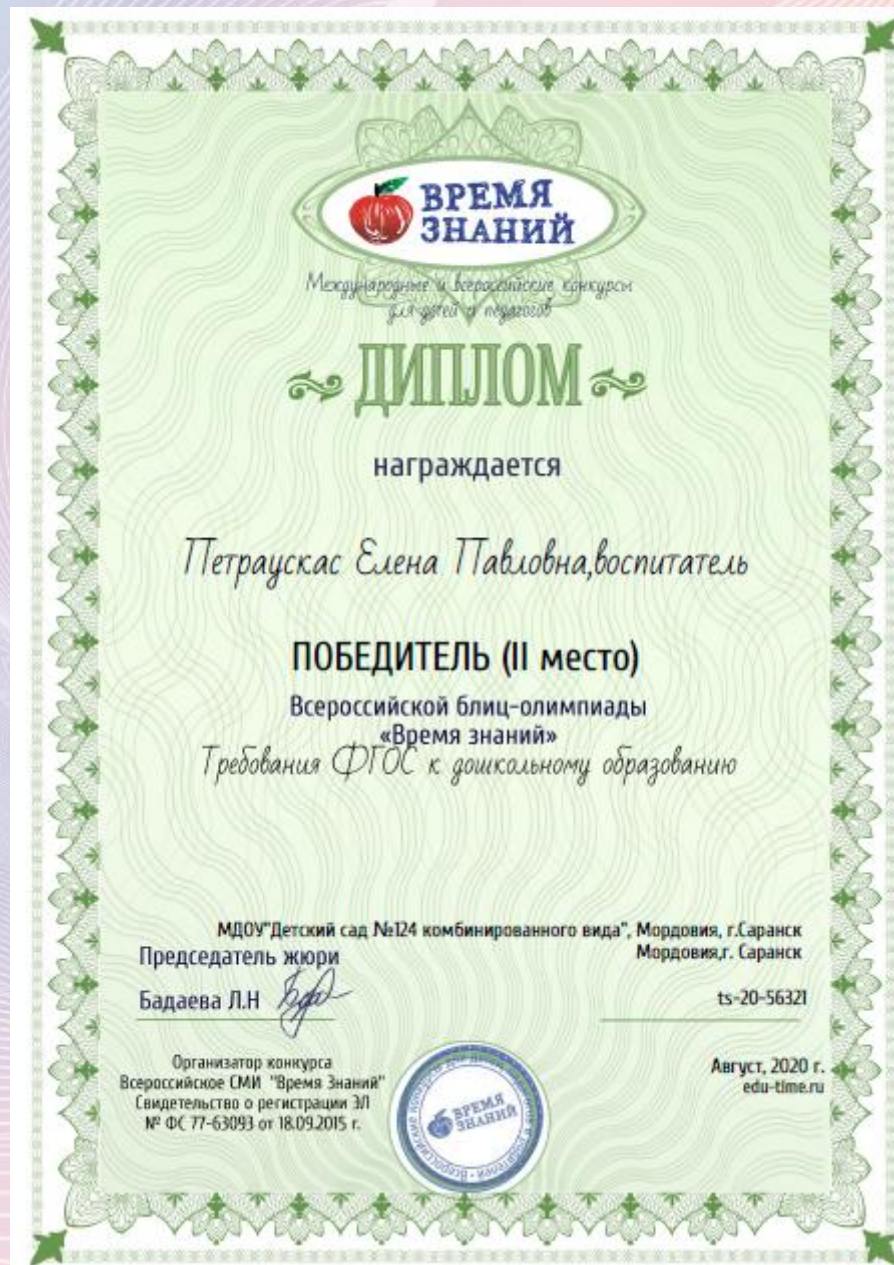 ВРЕМЯ
ЗНАНИЙ
Международные и всероссийские конкурсы
для детей и педагогов
ДИПЛОМ
награждается
Петраускас Елена Павловна,воспитатель
ПОБЕДИТЕЛЬ (II место)
Всероссийской блиц-олимпиады
«Время знаний»
Требования ФГОС к дошкольному образованию
МДОУ"Детский сад №124 комбинированного вида", Мордовия, г.Саранск
Председатель жюри
Мордовия,г. Саранск
Бадаева Л.Н
ts-20-56321
Организатор конкурса
Всероссийское СМИ "Время Знаний"
Свидетельство о регистрации ЭЛ
№ ФС 77-63093 от 18.09.2015 г.
Август, 2020 г.
edu-time.ru
ВРЕМЯ
ЗНАНИЙ